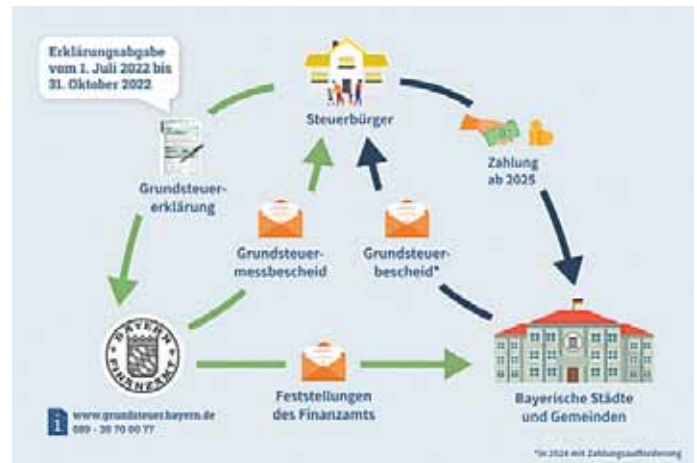 Erklärungsabgabe
vom 1. Juli 2022 bis
31. Oktober 2022
Steuerbürger
Grundsteuer-
erklärung
Zahlung
ab 2025
Grundsteuer-
messbescheid
Grundsteuer-
bescheid*
BAYERN
FINANZAMT
Feststellungen
des Finanzamts
Bayerische Städte
und Gemeinden
www.grundsteuer.bayern.de
089 - 30 70 00 77
*in 2024 mit Zahlungsaufforderung